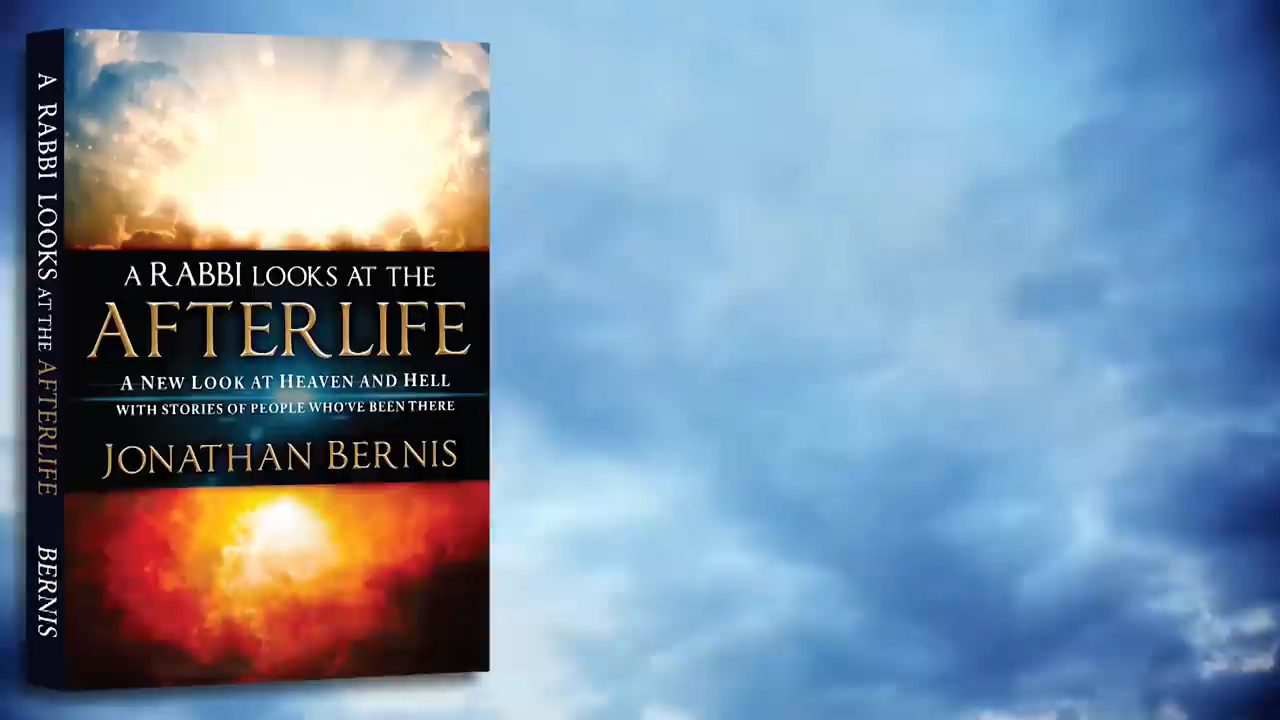 A RABBI LOOKS AT THE AFTERLIFE BERNIS
A RABBI LOOKS AT THE
AFTERLIFE
A NEW LOOK AT HEAVEN AND HELL
WITH STORIES OF PEOPLE WHO'VE BEEN THERE
JONATHAN BERNIS